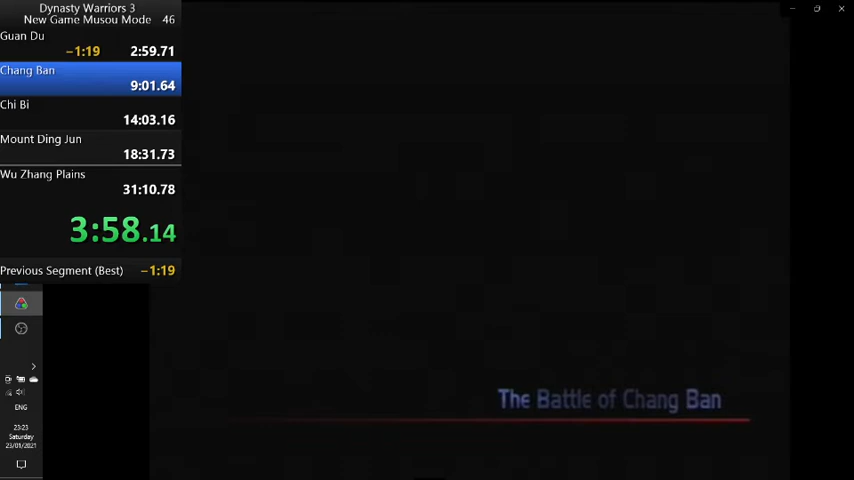 Dynasty Warriors 3
New Game Musou Mode 46
Guan Du
−1:19 2:59.71
Chang Ban
9:01.64
Chi Bi
14:03.16
Mount Ding Jun
18:31.73
Wu Zhang Plains
31:10.78
3:58.14
Previous Segment (Best) −1:19
The Battle of Chang Ban
ENG
23:23
Saturday
23/01/2021